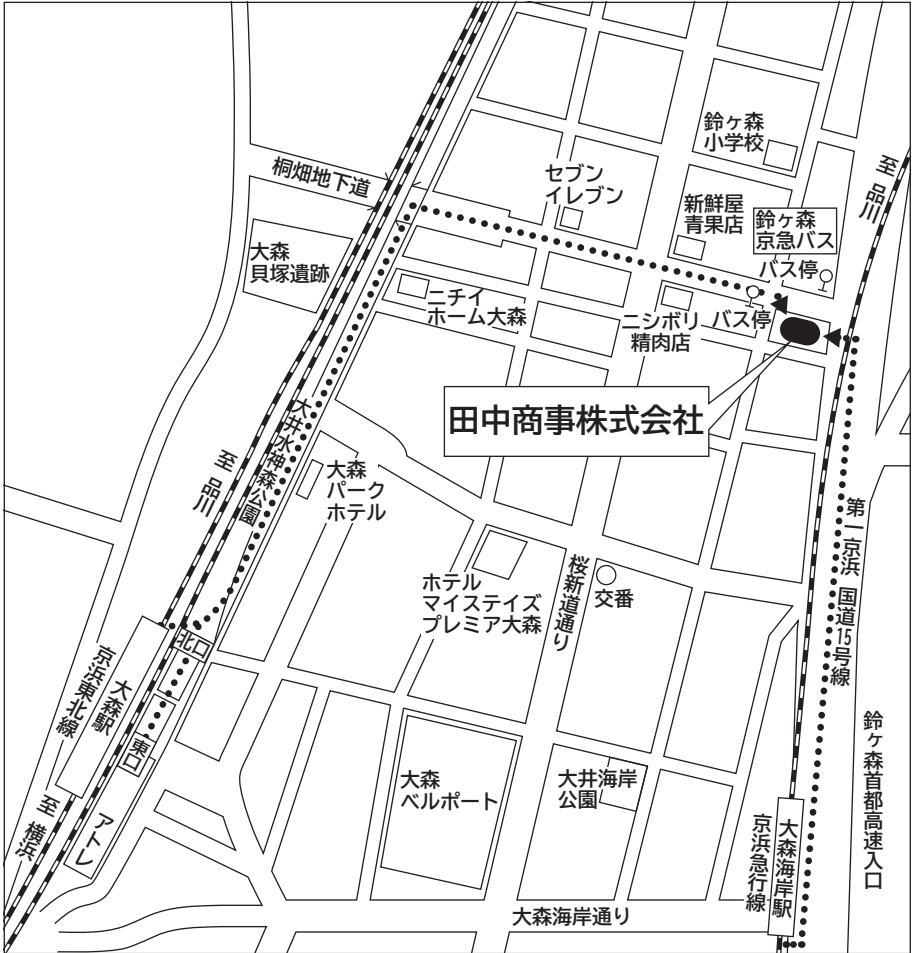 鈴ヶ森
小学校
至 品川
桐畑地下道
セブン
イレブン
新鮮屋
青果店
鈴ヶ森
京急バス
バス停
大森
貝塚遺跡
ニチイ
ホーム大森
ニシボリ
精肉店
バス停
田中商事株式会社
大井水神森公園
至 品川
大森
パーク
ホテル
第一京浜 国道15号線
ホテル
マイステイズ
プレミア大森
桜新道通り
交番
北口
大森駅
京浜東北線
東口
鈴ヶ森首都高速入口
大森
ベルポート
大井海岸
公園
至 横浜
アトレ
大森海岸駅
京浜急行線
大森海岸通り